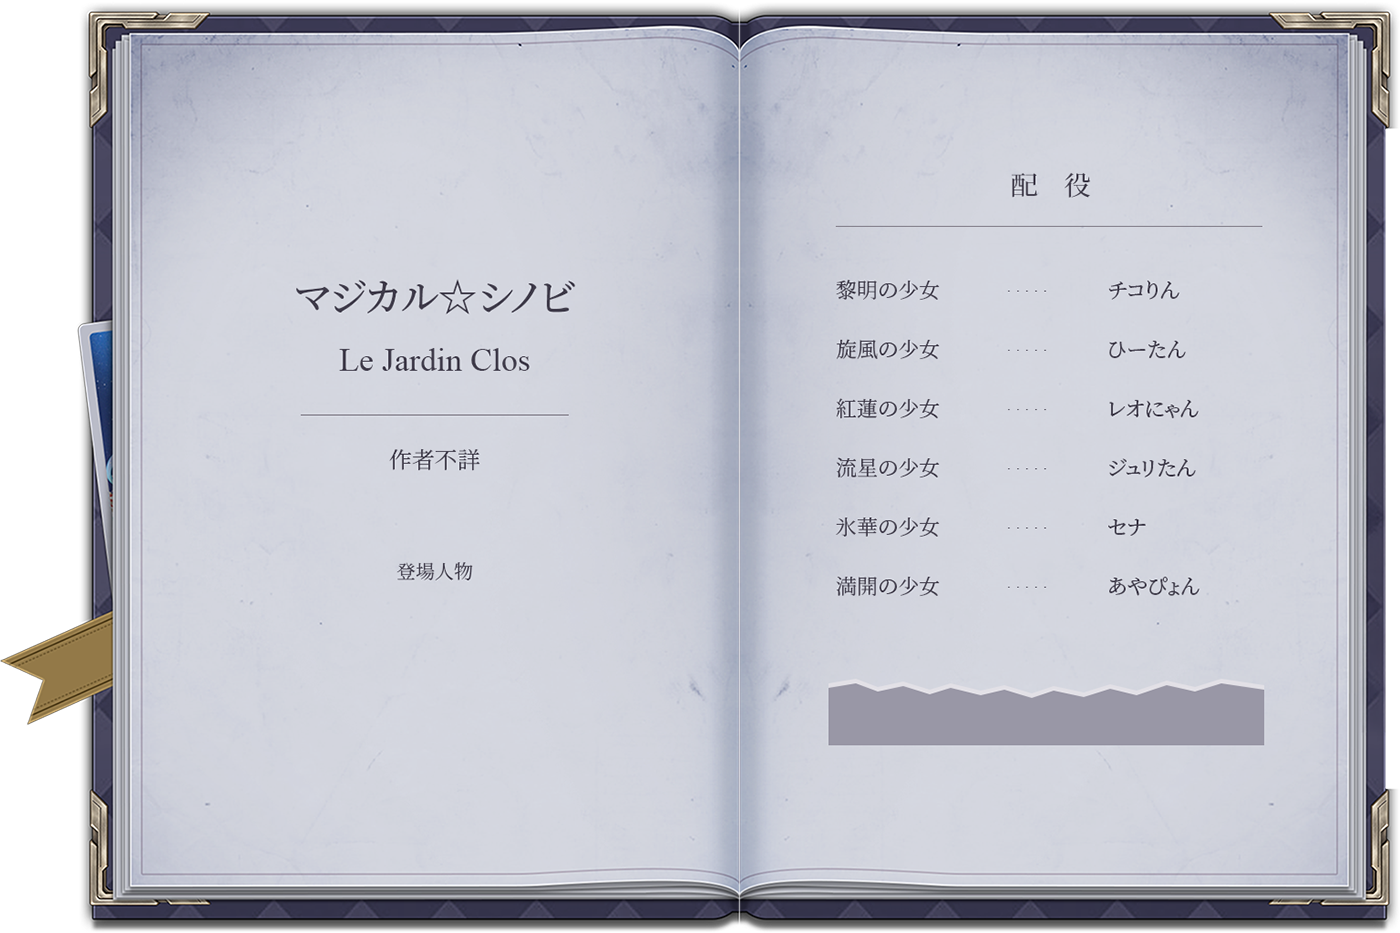 マジカル☆シノビ
Le Jardin Clos
作者不詳
登場人物
配 役
黎明の少女 ····· チコりん
旋風の少女 ····· ひーたん
紅蓮の少女 ····· レオにゃん
流星の少女 ····· ジュリたん
氷華の少女 ····· セナ
満開の少女 ····· あやぴょん